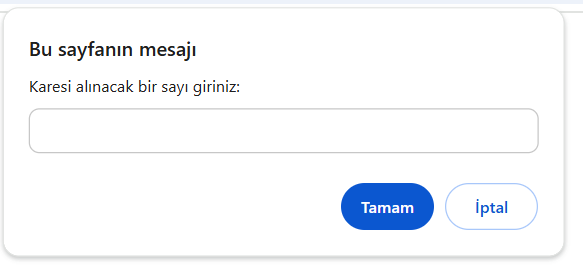 Bu sayfanın mesajı
Karesi alınacak bir sayı giriniz:
Tamam
İptal